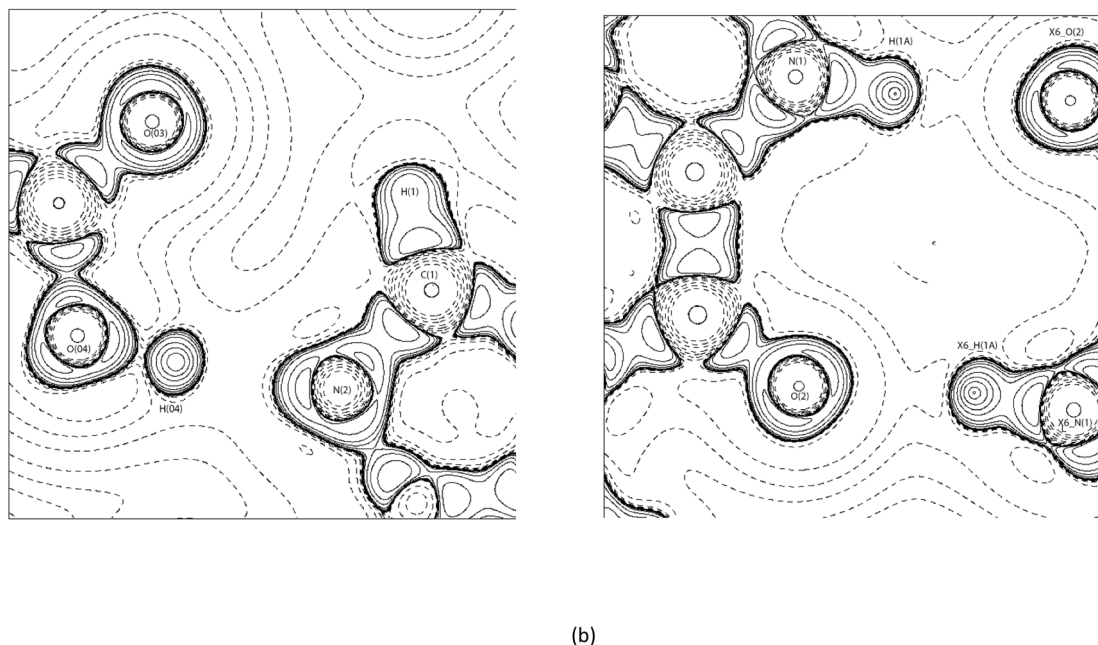 O(03)
H(1)
C(1)
O(04)
H(04)
N(2)
H(1A)
X6_O(2)
N(1)
X6_H(1A)
O(2)
X6_N(1)
(b)